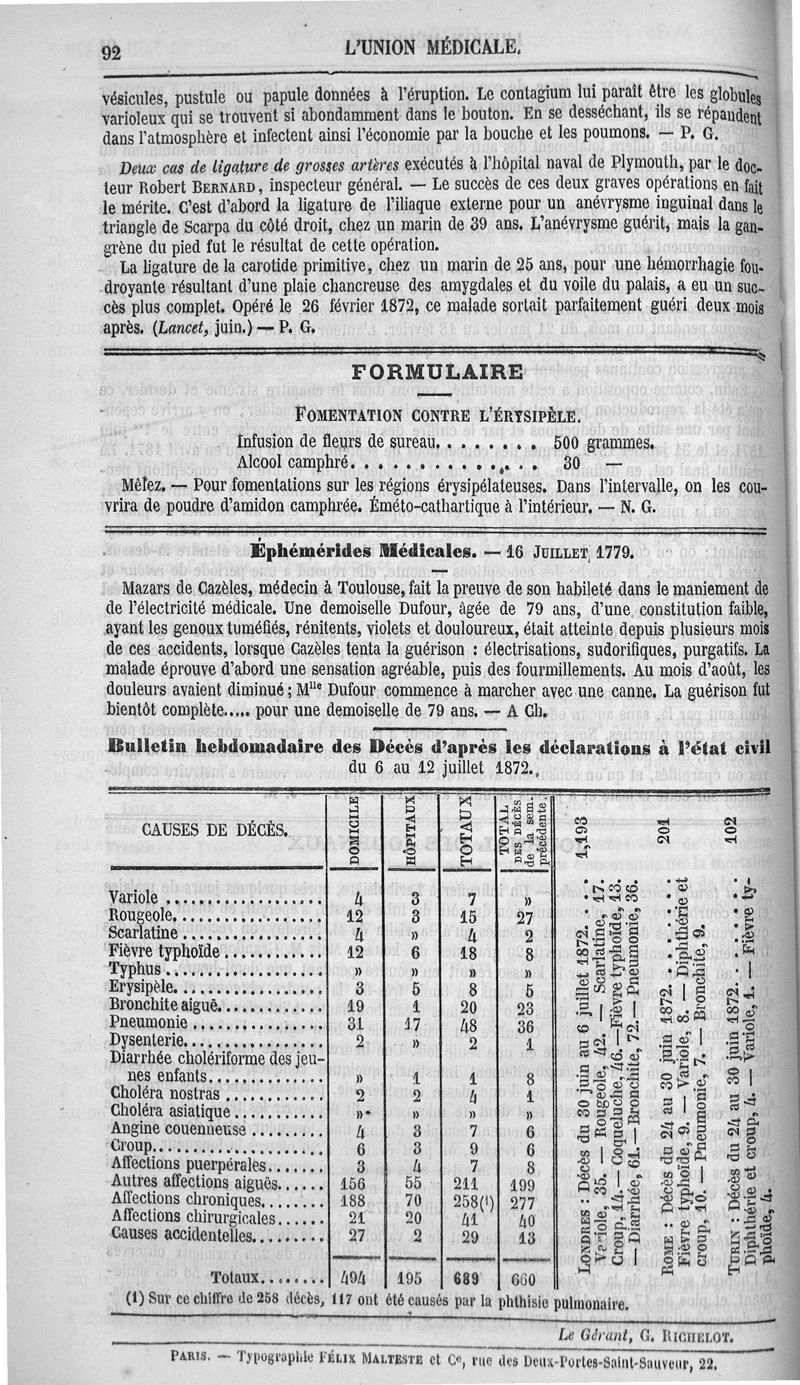 92
L'UNION MÉDICALE.
vésicules, pustule ou papule données à l'éruption. Le contagium lui paraît être les globules
varioleux qui se trouvent si abondamment dans le bouton. En se desséchant, ils se répandent
dans l'atmosphère et infectent ainsi l'économie par la bouche et les poumons. — P. G.
Deux cas de ligature de grosses artères exécutés à l'hôpital naval de Plymouth, par le doc-
teur Robert BERNARD, inspecteur général. — Le succès de ces deux graves opérations en fait
le mérite. C'est d'abord la ligature de l'iliaque externe pour un anévrysme inguinal dans le
triangle de Scarpa du côté droit, chez un marin de 39 ans. L'anévrysme guérit, mais la gan-
grène du pied fut le résultat de cette opération.
La ligature de la carotide primitive, chez un marin de 25 ans, pour une hémorrhagie fou-
droyante résultant d'une plaie chancreuse des amygdales et du voile du palais, a eu un suc-
cès plus complet. Opéré le 26 février 1872, ce malade sortait parfaitement guéri deux mois
après. (Lancet, juin.) — P. G.
FORMULAIRE
FOMENTATION CONTRE L'ÉRYSIPÈLE.
Infusion de fleurs de sureau. . . . . . . 500 grammes.
Alcool camphré. . . . . . . . . . . . . 30 —
Mêlez. — Pour fomentations sur les régions érysipélateuses. Dans l'intervalle, on les cou-
vrira de poudre d'amidon camphrée. Éméto-cathartique à l'intérieur. — N. G.
Éphémérides Médicales. — 16 JUILLET 1779.
Mazars de Cazèles, médecin à Toulouse, fait la preuve de son habileté dans le maniement de
de l'électricité médicale. Une demoiselle Dufour, âgée de 79 ans, d'une constitution faible,
ayant les genoux tuméfiés, rénitents, violets et douloureux, était atteinte depuis plusieurs mois
de ces accidents, lorsque Cazèles tenta la guérison : électrisations, sudorifiques, purgatifs. La
malade éprouve d'abord une sensation agréable, puis des fourmillements. Au mois d'août, les
douleurs avaient diminué; Mlle Dufour commence à marcher avec une canne. La guérison fut
bientôt complète..... pour une demoiselle de 79 ans. — A Ch.
Bulletin hebdomadaire des Décès d'après les déclarations à l'état civil
du 6 au 12 juillet 1872.
CAUSES DE DÉCÈS. DOMICILE HÔPITAUX TOTAUX TOTAL DES DÉCÈS de la sem. précédente.
Variole 4 3 7 »
Rougeole 12 3 15 27
Scarlatine 4 » 4 2
Fièvre typhoïde 12 6 18 8
Typhus » » » »
Erysipèle 3 5 8 5
Bronchite aiguë 19 1 20 23
Pneumonie 31 17 48 36
Dysenterie 2 » 2 1
Diarrhée cholériforme des jeu-
nes enfants » 1 1 8
Choléra nostras 2 2 4 1
Choléra asiatique » » » »
Angine couenneuse 4 3 7 6
Croup 6 3 9 6
Affections puerpérales 3 4 7 8
Autres affections aiguës 156 55 211 199
Affections chroniques 188 70 258(1) 277
Affections chirurgicales 21 20 41 40
Causes accidentelles 27 2 29 13
Totaux 494 195 689 660
LONDRES : Décès du 30 juin au 6 juillet 1872. . . 1,193
Variole, 35. — Rougeole, 42. — Scarlatine, 17.
Croup, 14. — Coqueluche, 46. — Fièvre typhoïde, 13.
— Diarrhée, 61. — Bronchite, 72. — Pneumonie, 36.
ROME : Décès du 24 au 30 juin 1872. . . . . . 201
Fièvre typhoïde, 9. — Variole, 8. — Diphthérie et
croup, 10. — Pneumonie, 7. — Bronchite, 9.
TURIN : Décès du 24 au 30 juin 1872. . . . . . 102
Diphthérie et croup, 4. — Variole, 1. — Fièvre ty-
phoïde, 4.
(1) Sur ce chiffre de 258 décès, 117 ont été causés par la phthisie pulmonaire.
Le Gérant, G. RICHELOT.
PARIS. — Typographie FÉLIX MALTESTE et Ce, rue des Deux-Portes-Saint-Sauveur, 22.